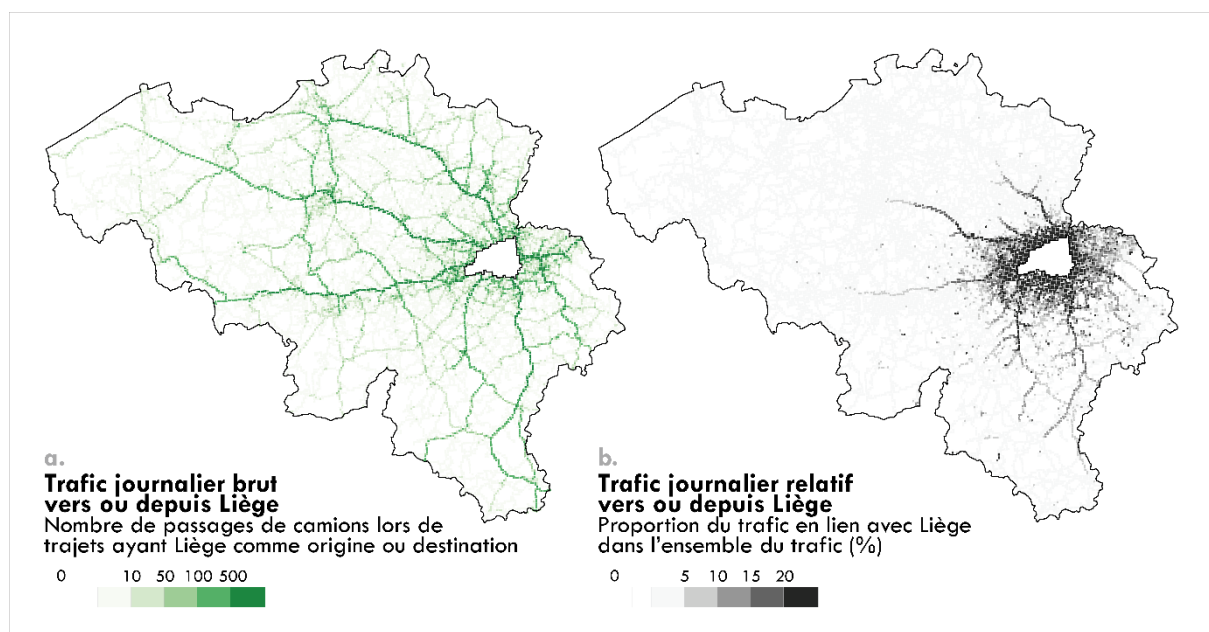 a.
Trafic journalier brut
vers ou depuis Liège
Nombre de passages de camions lors de
trajets ayant Liège comme origine ou destination
0 10 50 100 500
b.
Trafic journalier relatif
vers ou depuis Liège
Proportion du trafic en lien avec Liège
dans l'ensemble du trafic (%)
0 5 10 15 20